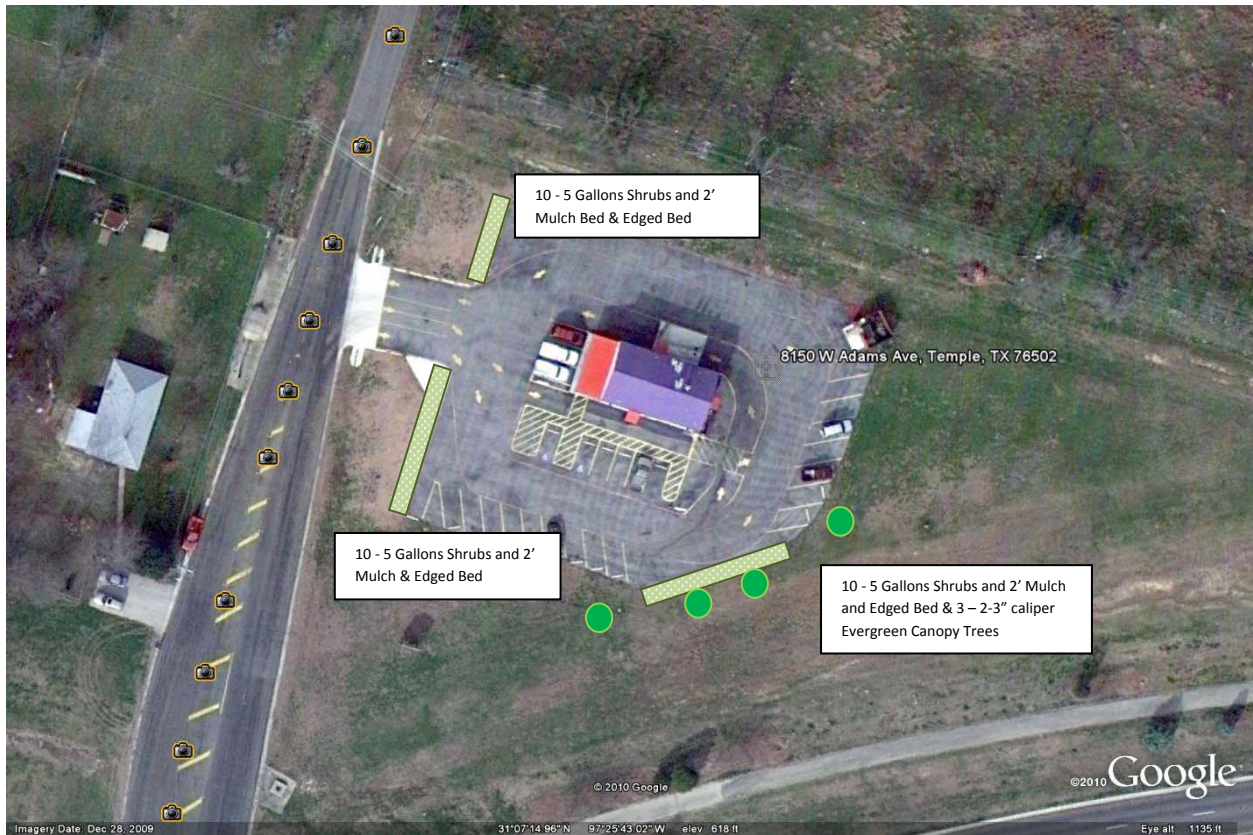 10 - 5 Gallons Shrubs and 2’
Mulch Bed & Edged Bed
8150 W Adams Ave, Temple, TX 76502
10 - 5 Gallons Shrubs and 2’
Mulch & Edged Bed
10 - 5 Gallons Shrubs and 2’ Mulch
and Edged Bed & 3 – 2-3” caliper
Evergreen Canopy Trees
© 2010 Google
©2010 Google™
Imagery Date: Dec 28, 2009
31°07'14.96" N 97°25'43.02" W elev 618 ft
Eye alt 1135 ft